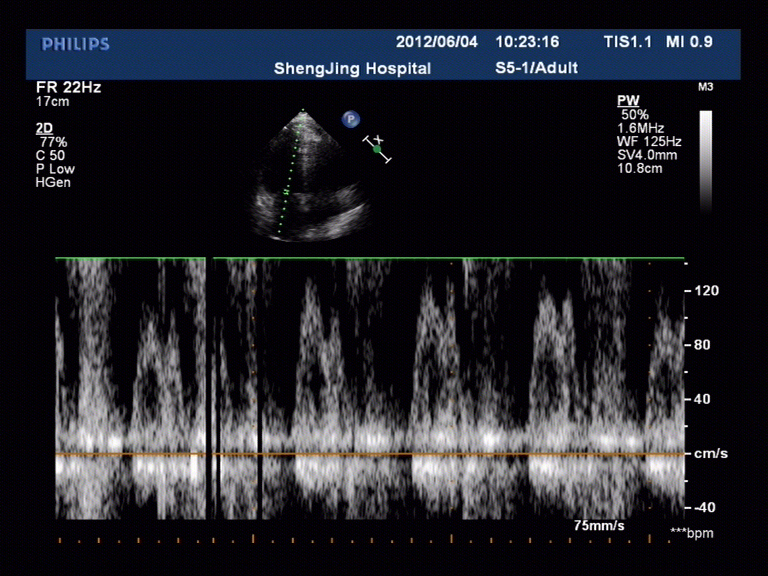 PHILIPS
2012/06/04 10:23:16 TIS1.1 MI 0.9
ShengJing Hospital S5-1/Adult
FR 22Hz
17cm
2D
77%
C 50
P Low
HGen
P
X
T
M3
PW
50%
1.6MHz
WF 125Hz
SV4.0mm
10.8cm
120
80
40
cm/s
-40
75mm/s
***bpm